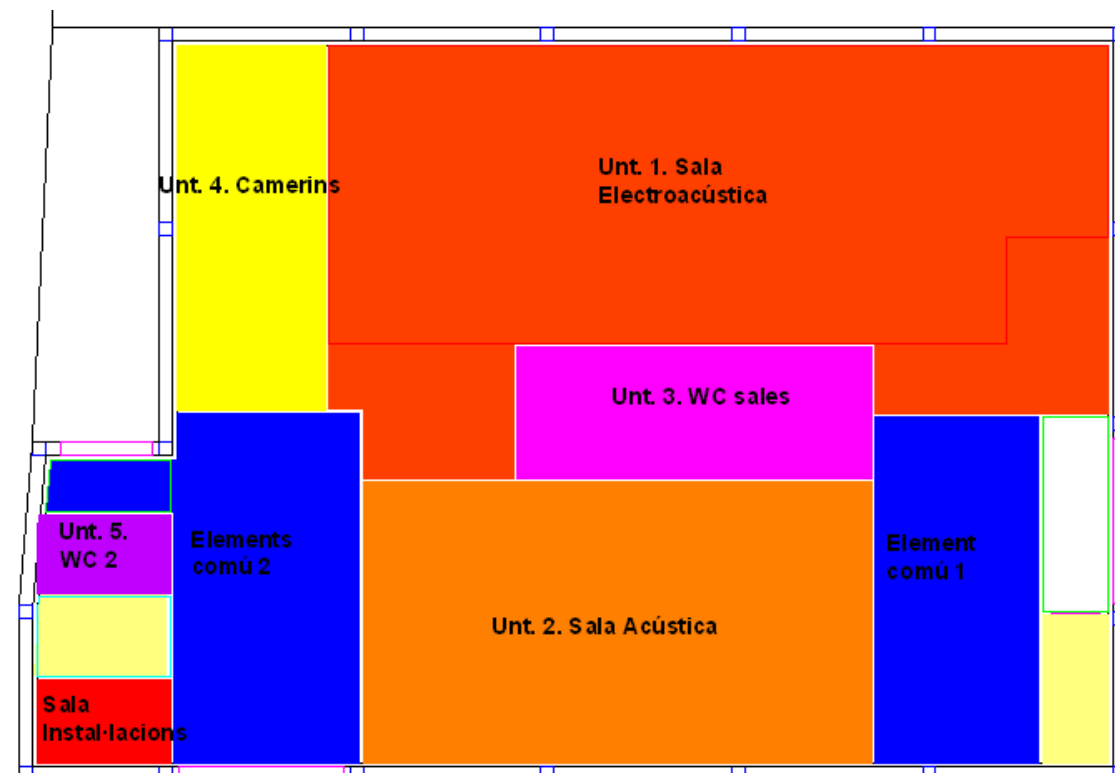 Unt. 1. Sala
Electroacústica
Unt. 4. Camerins
Unt. 3. WC sales
Unt. 5.
WC 2
Elements
comú 2
Element
comú 1
Unt. 2. Sala Acústica
Sala
Instal·lacions